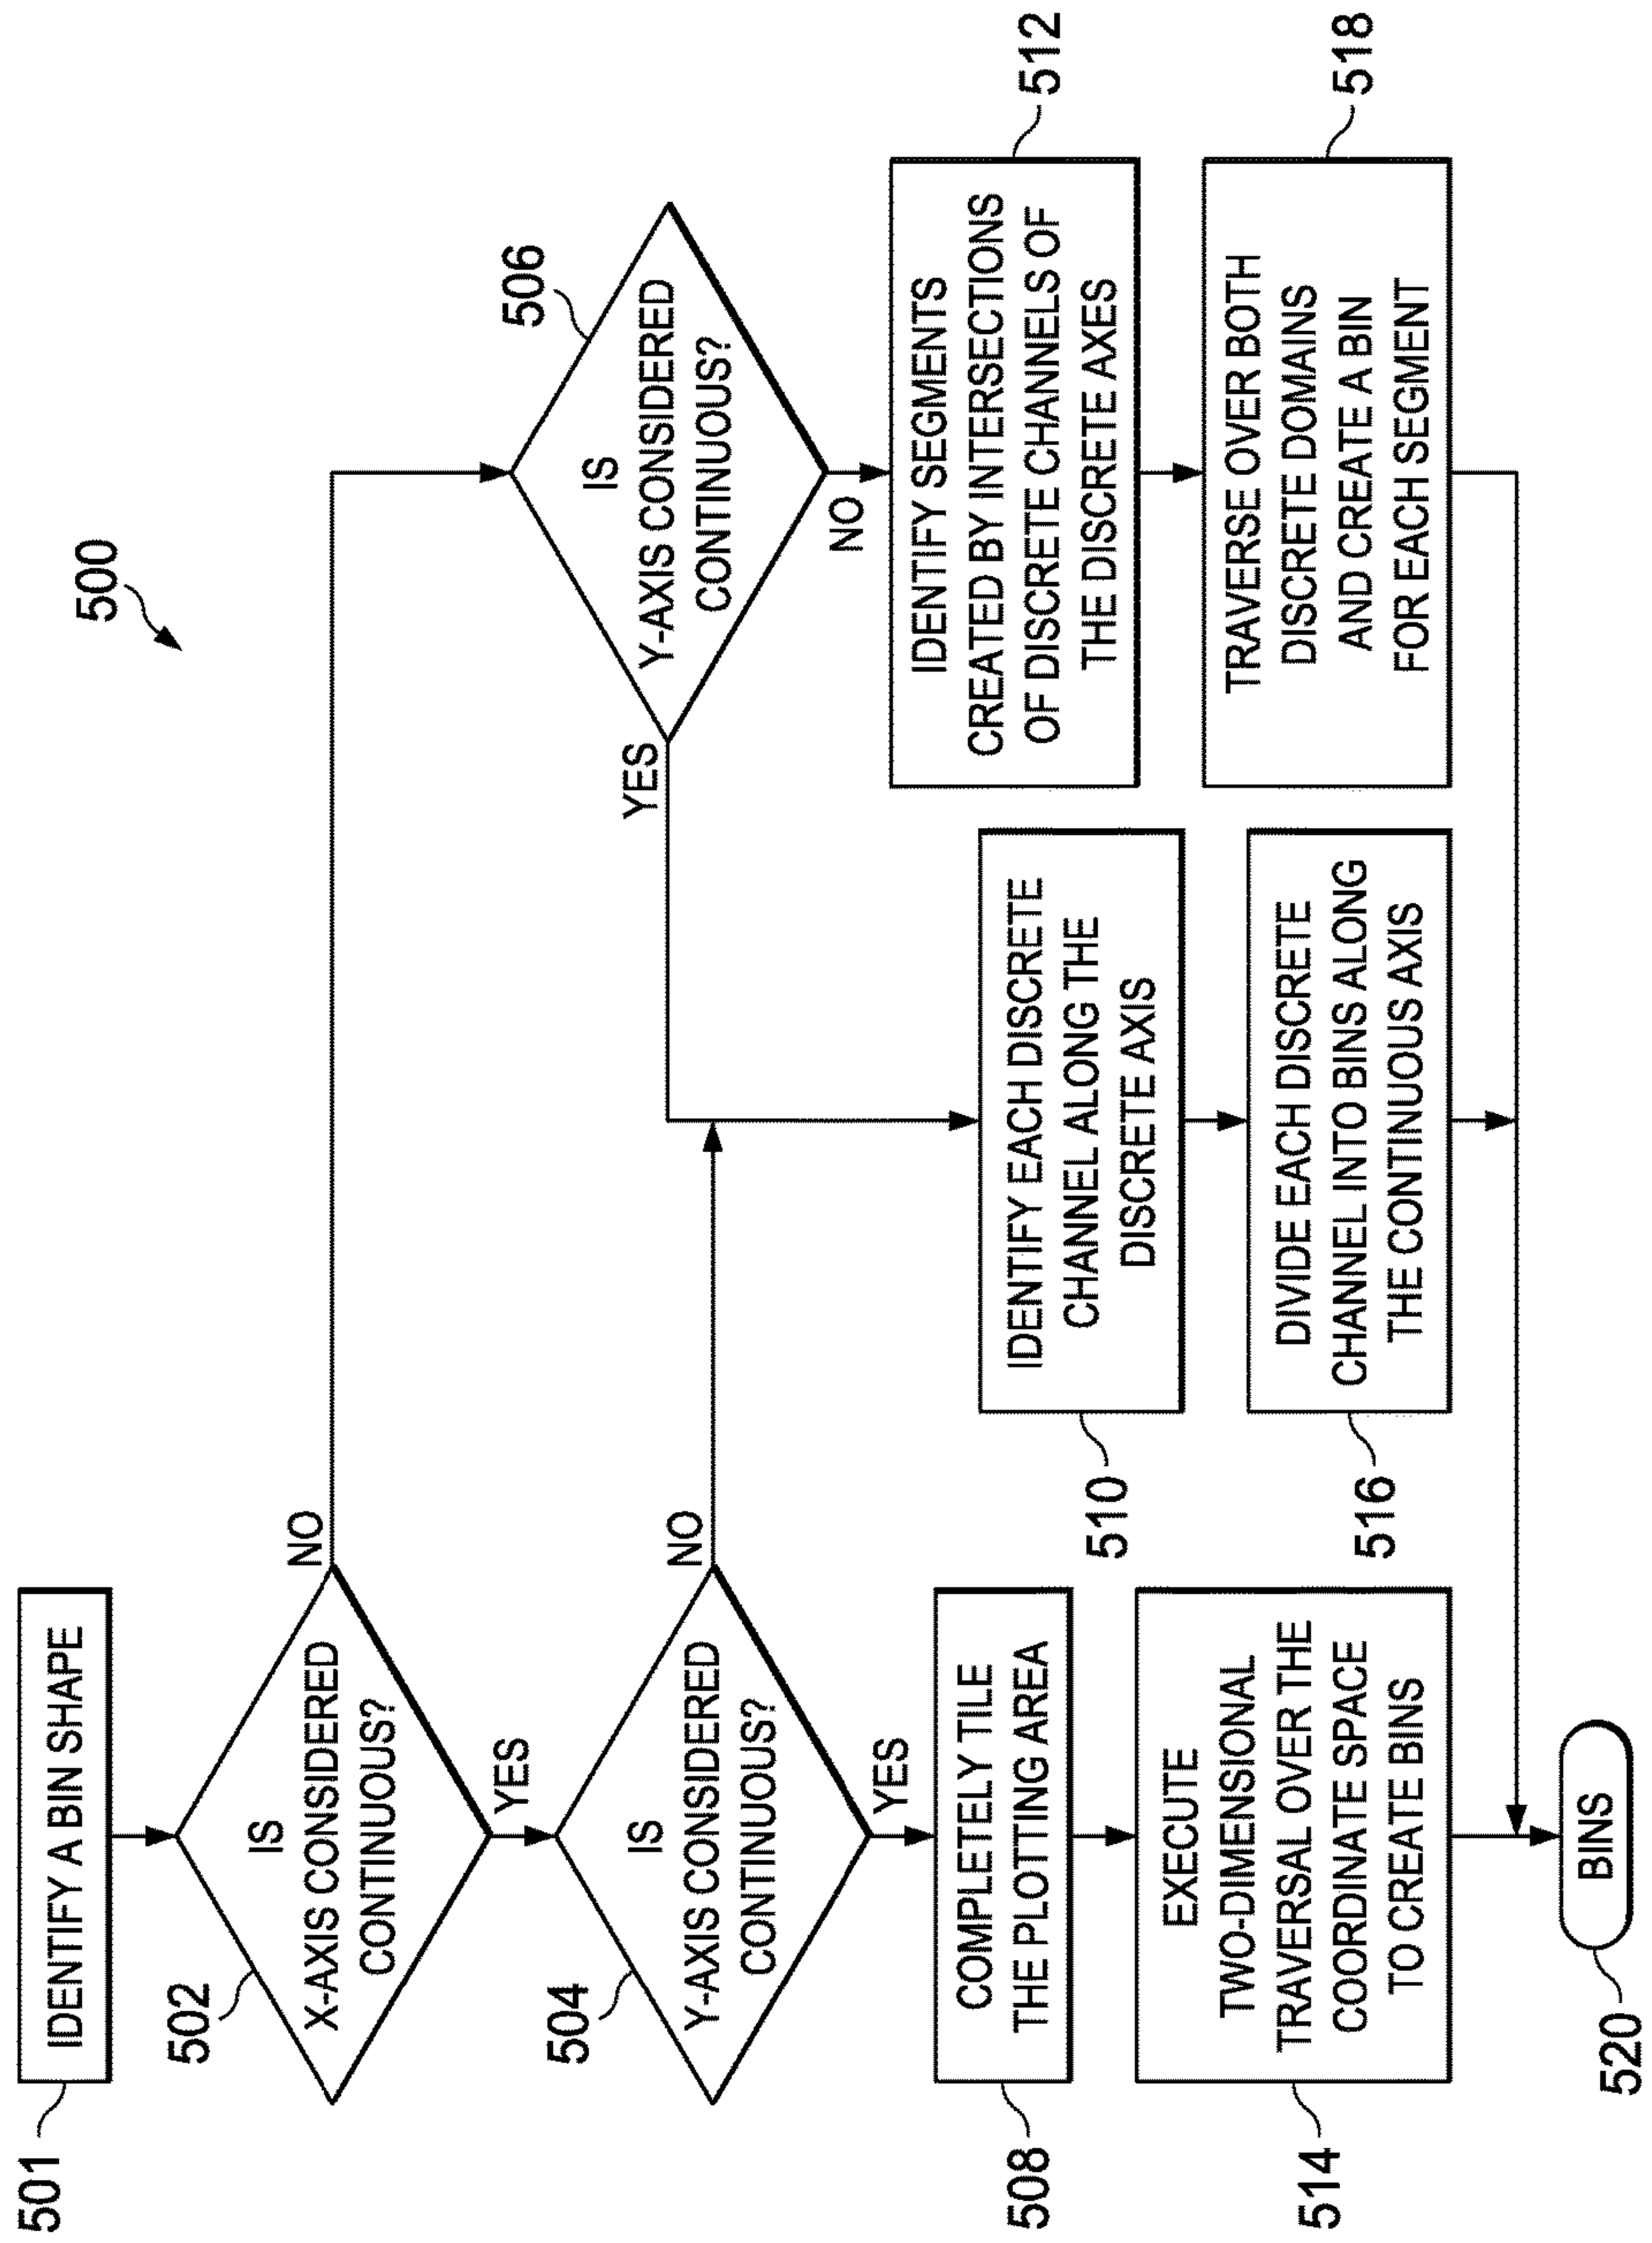 500
501
IDENTIFY A BIN SHAPE
502
IS
X-AXIS CONSIDERED
CONTINUOUS?
NO
YES
504
IS
Y-AXIS CONSIDERED
CONTINUOUS?
NO
YES
506
IS
Y-AXIS CONSIDERED
CONTINUOUS?
YES
NO
508
COMPLETELY TILE
THE PLOTTING AREA
510
IDENTIFY EACH DISCRETE
CHANNEL ALONG THE
DISCRETE AXIS
512
IDENTIFY SEGMENTS
CREATED BY INTERSECTIONS
OF DISCRETE CHANNELS OF
THE DISCRETE AXES
514
EXECUTE
TWO-DIMENSIONAL
TRAVERSAL OVER THE
COORDINATE SPACE
TO CREATE BINS
516
DIVIDE EACH DISCRETE
CHANNEL INTO BINS ALONG
THE CONTINUOUS AXIS
518
TRAVERSE OVER BOTH
DISCRETE DOMAINS
AND CREATE A BIN
FOR EACH SEGMENT
520
BINS